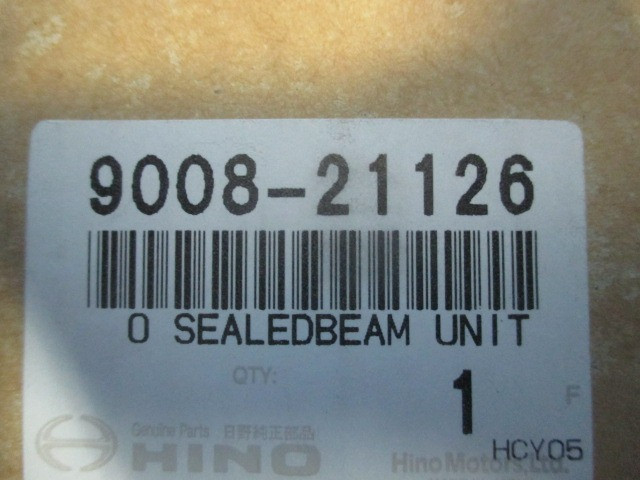 9008-21126
O SEALEDBEAM UNIT
QTY: 1 F
Genuine Parts 日野純正部品
HCY05
HINO Hino Motors, Ltd.